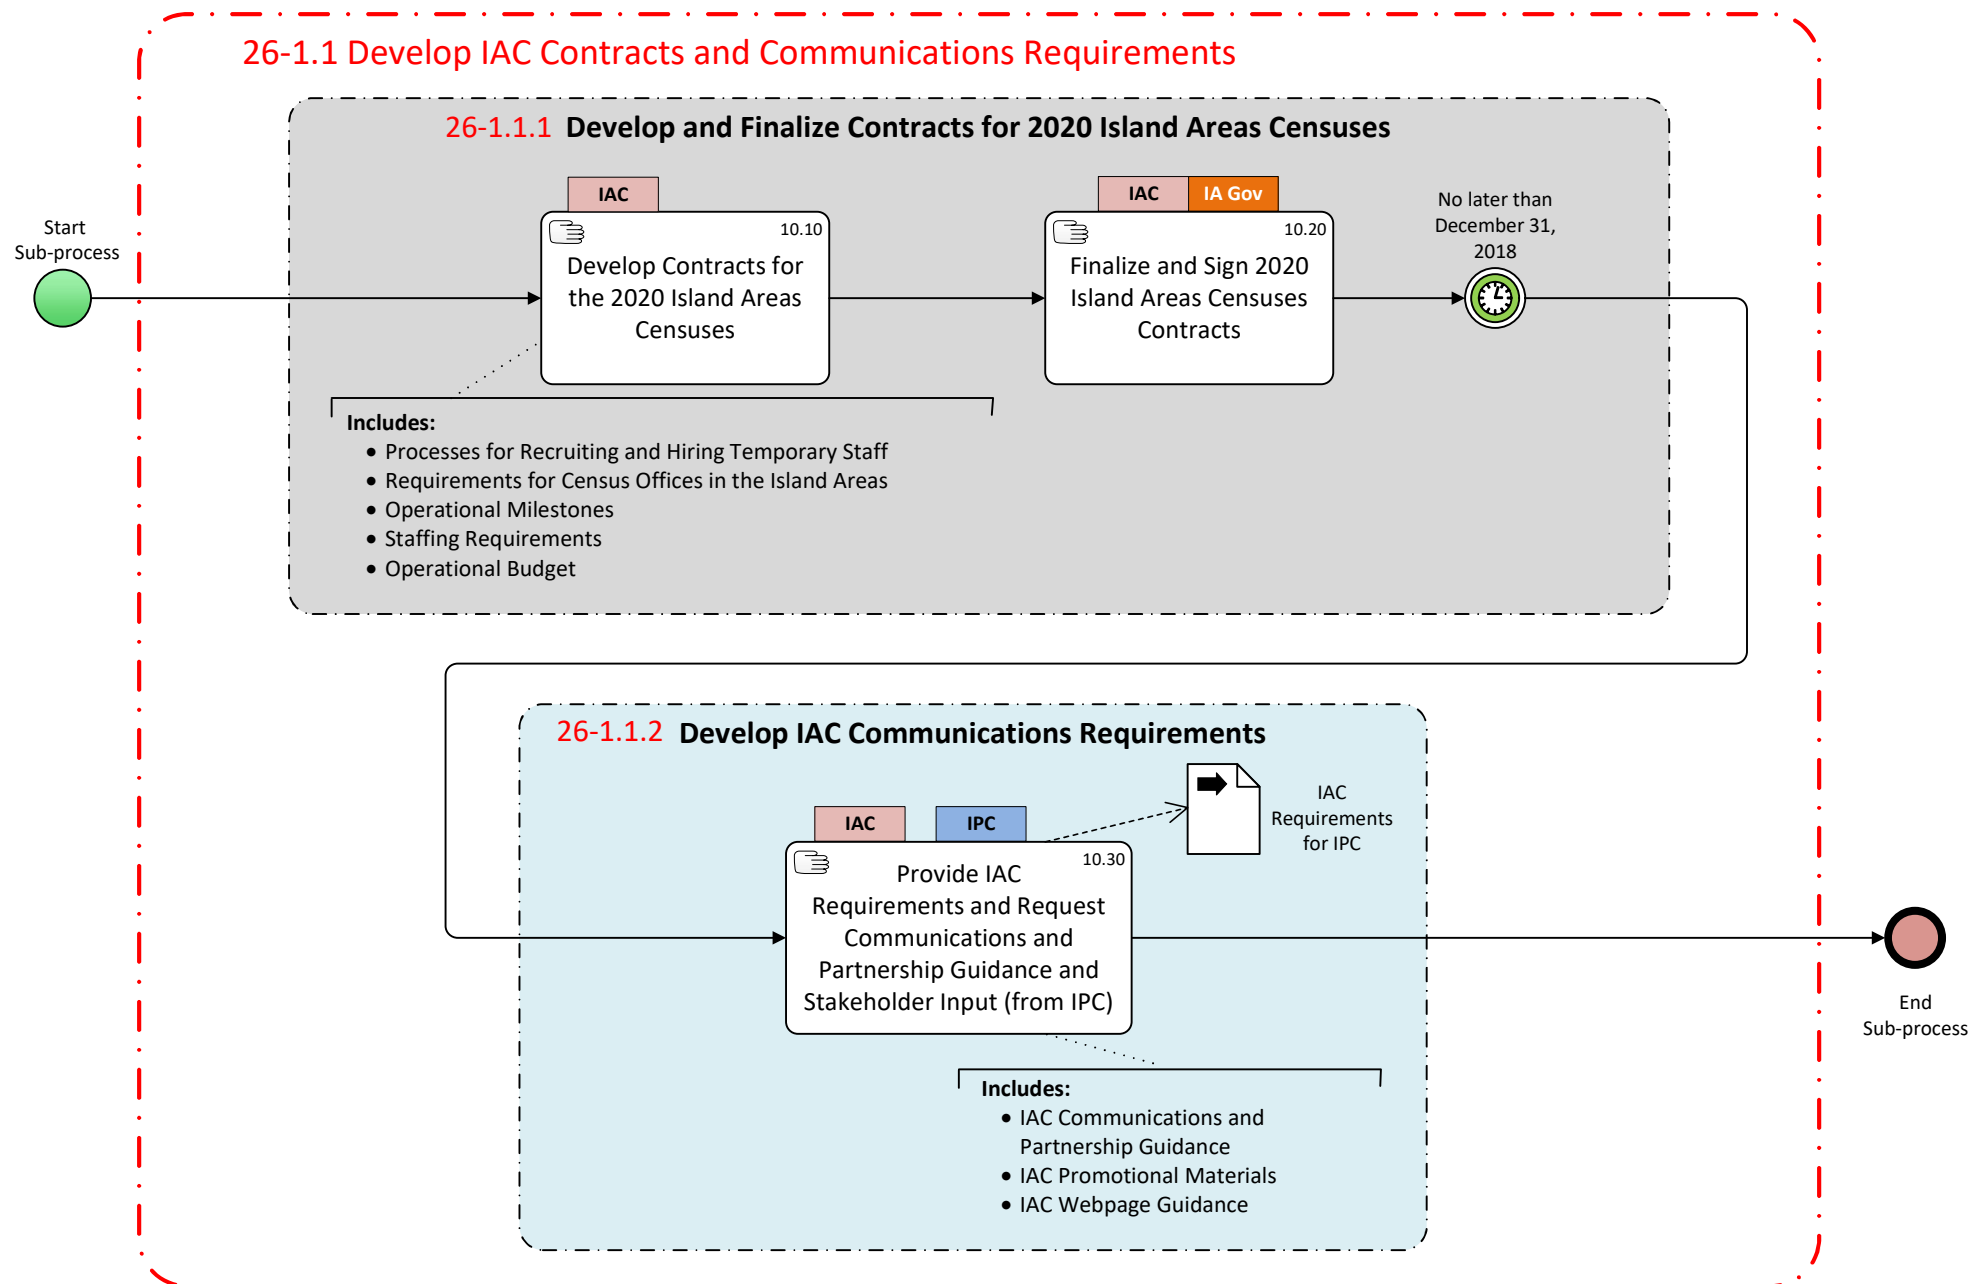 26-1.1 Develop IAC Contracts and Communications Requirements
26-1.1.1 Develop and Finalize Contracts for 2020 Island Areas Censuses
Start
Sub-process
IAC
10.10
Develop Contracts for
the 2020 Island Areas
Censuses
IAC
IA Gov
10.20
Finalize and Sign 2020
Island Areas Censuses
Contracts
No later than
December 31,
2018
Includes:
• Processes for Recruiting and Hiring Temporary Staff
• Requirements for Census Offices in the Island Areas
• Operational Milestones
• Staffing Requirements
• Operational Budget
26-1.1.2 Develop IAC Communications Requirements
IAC
IPC
10.30
Provide IAC
Requirements and Request
Communications and
Partnership Guidance and
Stakeholder Input (from IPC)
IAC
Requirements
for IPC
Includes:
• IAC Communications and
Partnership Guidance
• IAC Promotional Materials
• IAC Webpage Guidance
End
Sub-process